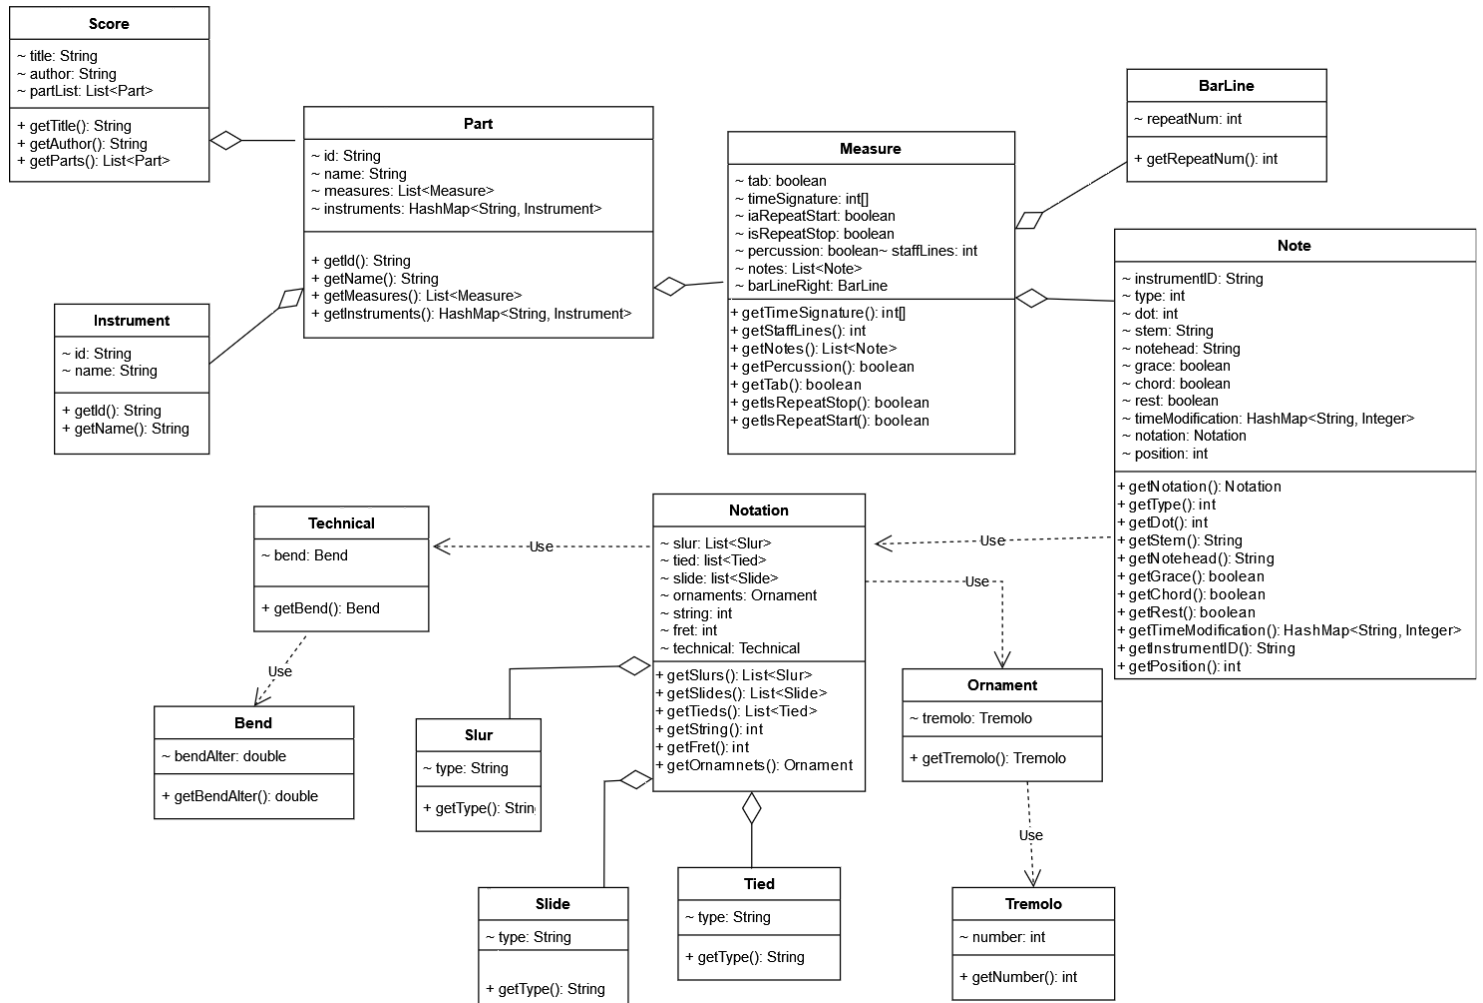 Score
~ title: String
~ author: String
~ partList: List<Part>
+ getTitle(): String
+ getAuthor(): String
+ getParts(): List<Part>
Part
~ id: String
~ name: String
~ measures: List<Measure>
~ instruments: HashMap<String, Instrument>
+ getId(): String
+ getName(): String
+ getMeasures(): List<Measure>
+ getInstruments(): HashMap<String, Instrument>
Instrument
~ id: String
~ name: String
+ getId(): String
+ getName(): String
Measure
~ tab: boolean
~ timeSignature: int[]
~ iaRepeatStart: boolean
~ isRepeatStop: boolean
~ percussion: boolean~ staffLines: int
~ notes: List<Note>
~ barLineRight: BarLine
+ getTimeSignature(): int[]
+ getStaffLines(): int
+ getNotes(): List<Note>
+ getPercussion(): boolean
+ getTab(): boolean
+ getIsRepeatStop(): boolean
+ getIsRepeatStart(): boolean
BarLine
~ repeatNum: int
+ getRepeatNum(): int
Note
~ instrumentID: String
~ type: int
~ dot: int
~ stem: String
~ notehead: String
~ grace: boolean
~ chord: boolean
~ rest: boolean
~ timeModification: HashMap<String, Integer>
~ notation: Notation
~ position: int
+ getNotation(): Notation
+ getType(): int
+ getDot(): int
+ getStem(): String
+ getNotehead(): String
+ getGrace(): boolean
+ getChord(): boolean
+ getRest(): boolean
+ getTimeModification(): HashMap<String, Integer>
+ getInstrumentID(): String
+ getPosition(): int
Technical
~ bend: Bend
+ getBend(): Bend
Use
Use
Use
Use
Notation
~ slur: List<Slur>
~ tied: list<Tied>
~ slide: list<Slide>
~ ornaments: Ornament
~ string: int
~ fret: int
~ technical: Technical
+ getSlurs(): List<Slur>
+ getSlides(): List<Slide>
+ getTieds(): List<Tied>
+ getString(): int
+ getFret(): int
+ getOrnamnets(): Ornament
Bend
~ bendAlter: double
+ getBendAlter(): double
Slur
~ type: String
+ getType(): Strin
Ornament
~ tremolo: Tremolo
+ getTremolo(): Tremolo
Use
Slide
~ type: String
+ getType(): String
Tied
~ type: String
+ getType(): String
Tremolo
~ number: int
+ getNumber(): int